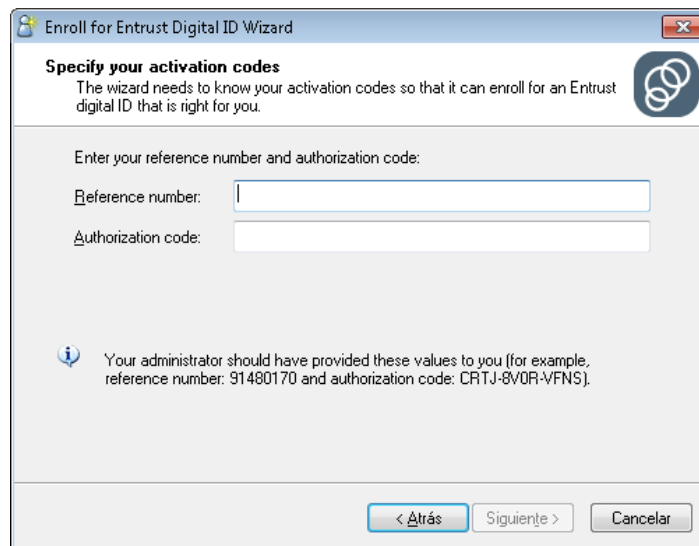 Enroll for Entrust Digital ID Wizard
Specify your activation codes
The wizard needs to know your activation codes so that it can enroll for an Entrust
digital ID that is right for you.
Enter your reference number and authorization code:
Reference number:
Authorization code:
Your administrator should have provided these values to you (for example,
reference number: 91480170 and authorization code: CRTJ-8V0R-VFNS).
< Atrás Siguiente > Cancelar